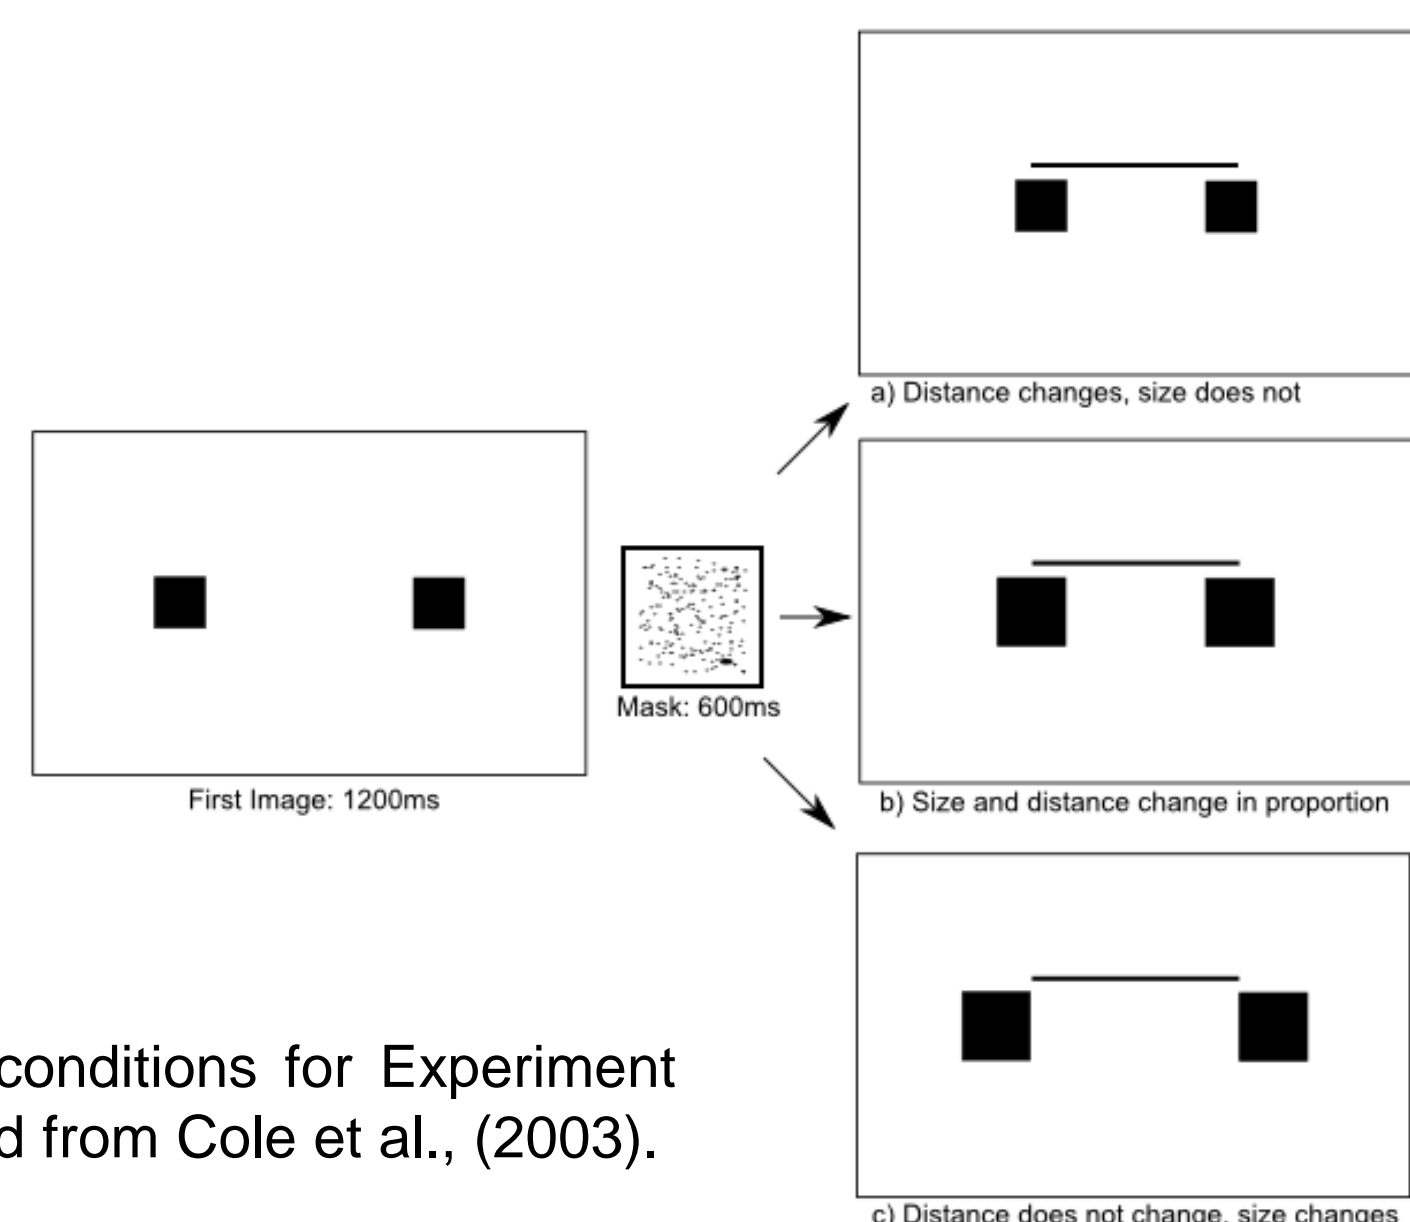 a) Distance changes, size does not
First Image: 1200ms
Mask: 600ms
b) Size and distance change in proportion
conditions for Experiment
d from Cole et al., (2003).
c) Distance does not change, size changes